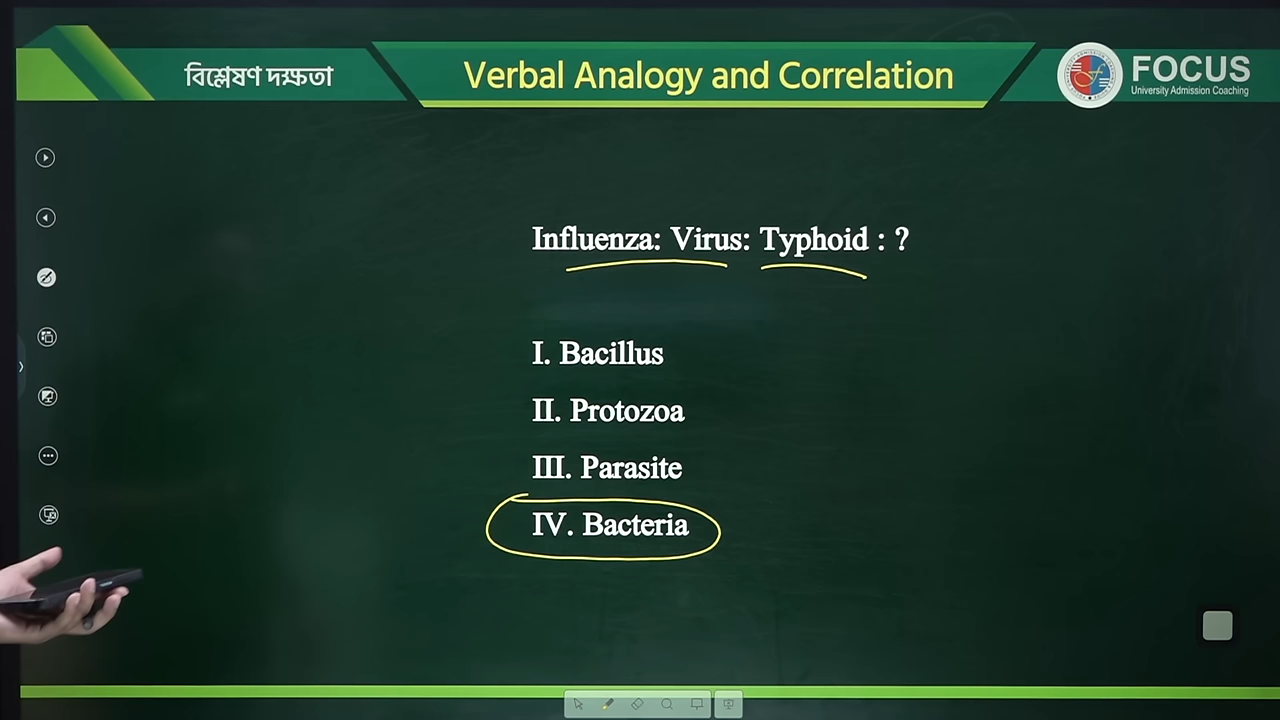 বিশ্লেষণ দক্ষতা
Verbal Analogy and Correlation
FOCUS
University Admission Coaching
Influenza: Virus: Typhoid : ?
I. Bacillus
II. Protozoa
III. Parasite
IV. Bacteria